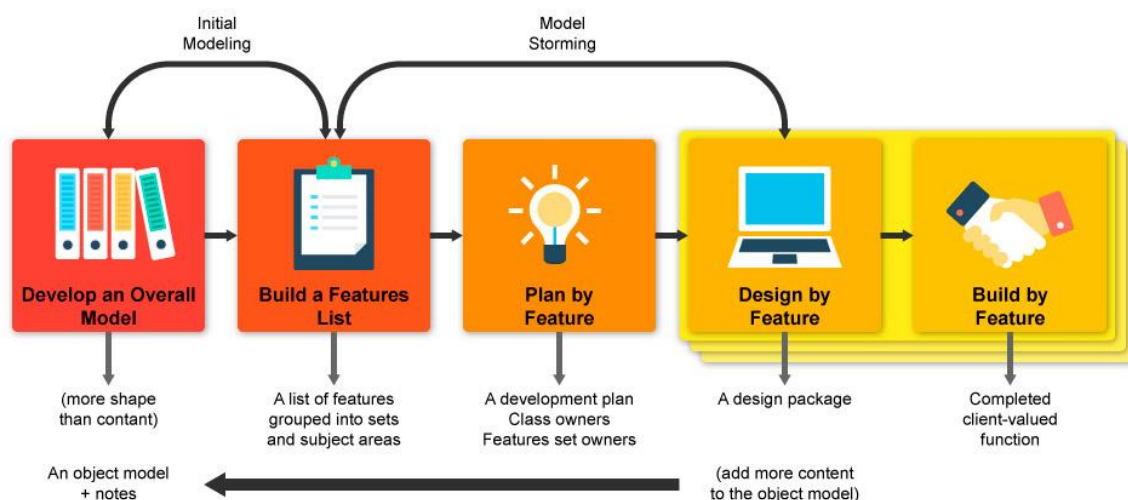 Initial
Modeling
Model
Storming
Develop an Overall
Model
Build a Features
List
Plan by
Feature
Design by
Feature
Build by
Feature
(more shape
than contant)
A list of features
grouped into sets
and subject areas
A development plan
Class owners
Features set owners
A design package
Completed
client-valued
function
An object model
+ notes
(add more content
to the object model)